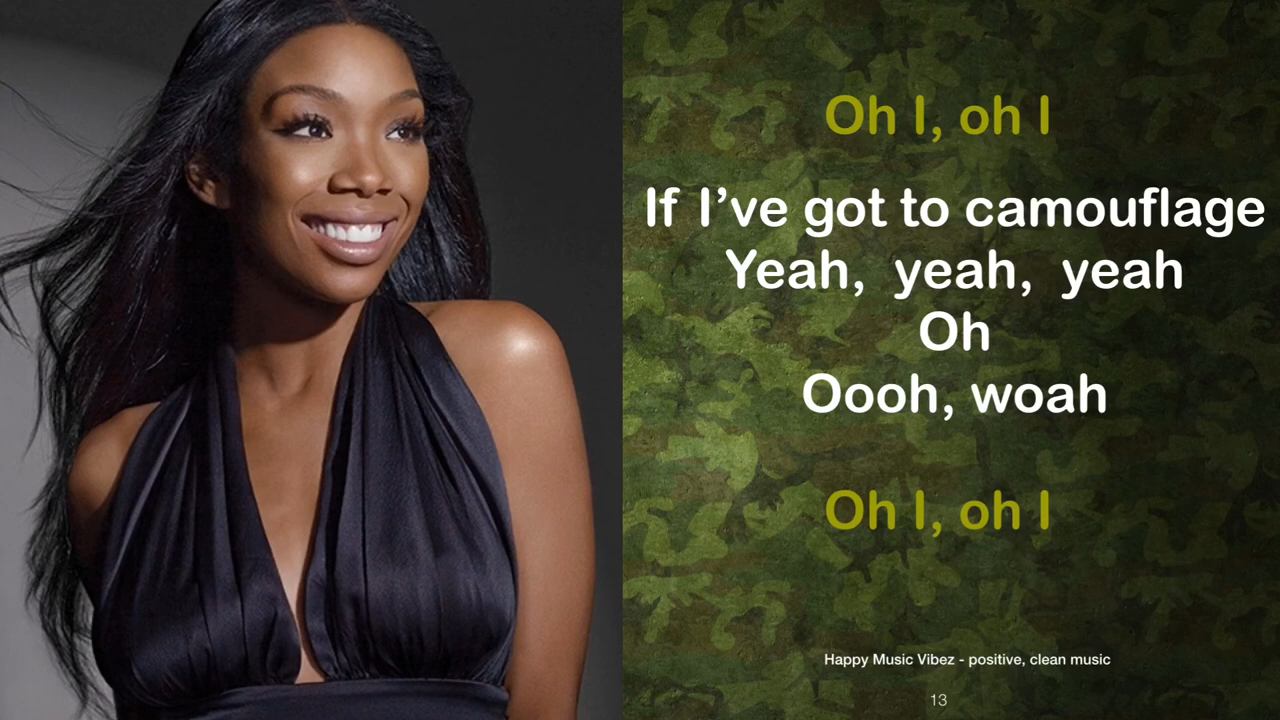 Oh I, oh I
If I’ve got to camouflage
Yeah, yeah, yeah
Oh
Oooh, woah
Oh I, oh I
Happy Music Vibez - positive, clean music
13